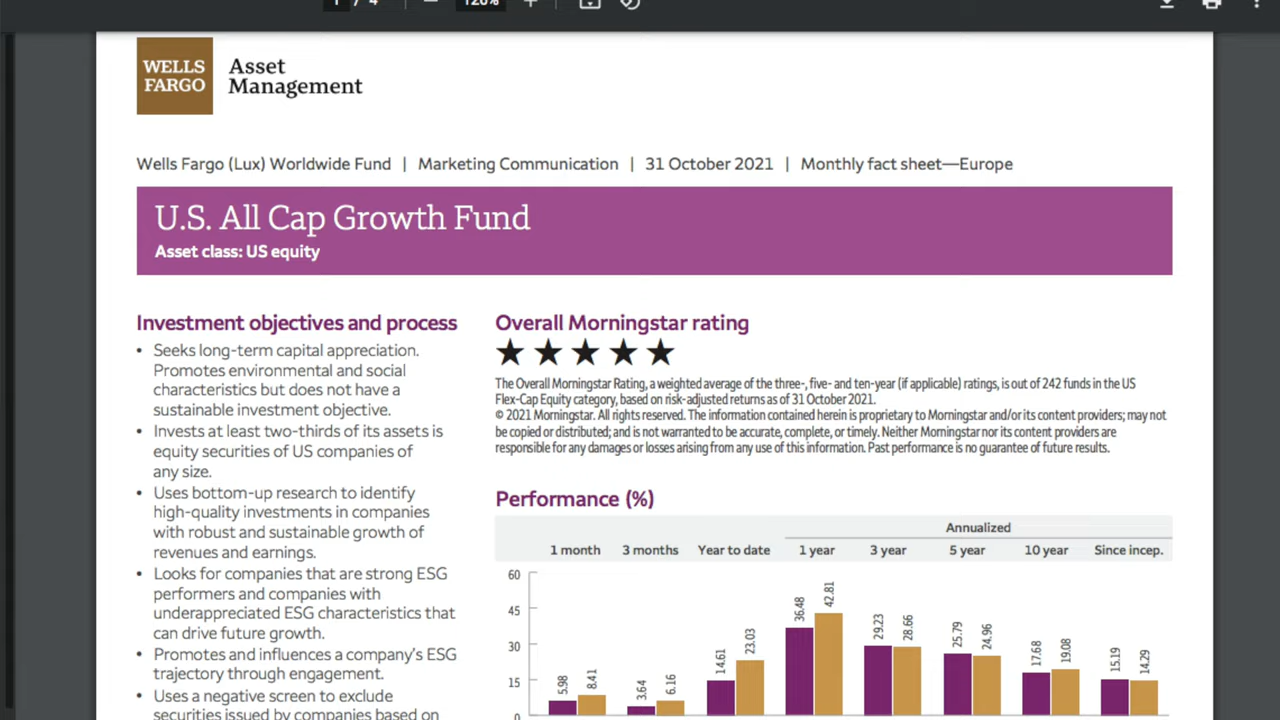 1 / 4
120%
WELLS
FARGO
Asset
Management
Wells Fargo (Lux) Worldwide Fund | Marketing Communication | 31 October 2021 | Monthly fact sheet—Europe
U.S. All Cap Growth Fund
Asset class: US equity
Investment objectives and process
• Seeks long-term capital appreciation.
Promotes environmental and social
characteristics but does not have a
sustainable investment objective.
• Invests at least two-thirds of its assets is
equity securities of US companies of
any size.
• Uses bottom-up research to identify
high-quality investments in companies
with robust and sustainable growth of
revenues and earnings.
• Looks for companies that are strong ESG
performers and companies with
underappreciated ESG characteristics that
can drive future growth.
• Promotes and influences a company's ESG
trajectory through engagement.
• Uses a negative screen to exclude
securities issued by companies based on
Overall Morningstar rating
★ ★ ★ ★ ★
The Overall Morningstar Rating, a weighted average of the three-, five- and ten-year (if applicable) ratings, is out of 242 funds in the US
Flex-Cap Equity category, based on risk-adjusted returns as of 31 October 2021.
© 2021 Morningstar. All rights reserved. The information contained herein is proprietary to Morningstar and/or its content providers; may not
be copied or distributed; and is not warranted to be accurate, complete, or timely. Neither Morningstar nor its content providers are
responsible for any damages or losses arising from any use of this information. Past performance is no guarantee of future results.
Performance (%)
Annualized
1 month 3 months Year to date 1 year 3 year 5 year 10 year Since incep.
60
45
30
15
0
5.98 8.41 3.64 6.16 14.61 23.03 36.48 42.81 29.23 28.66 25.79 24.96 17.68 19.08 15.19 14.29